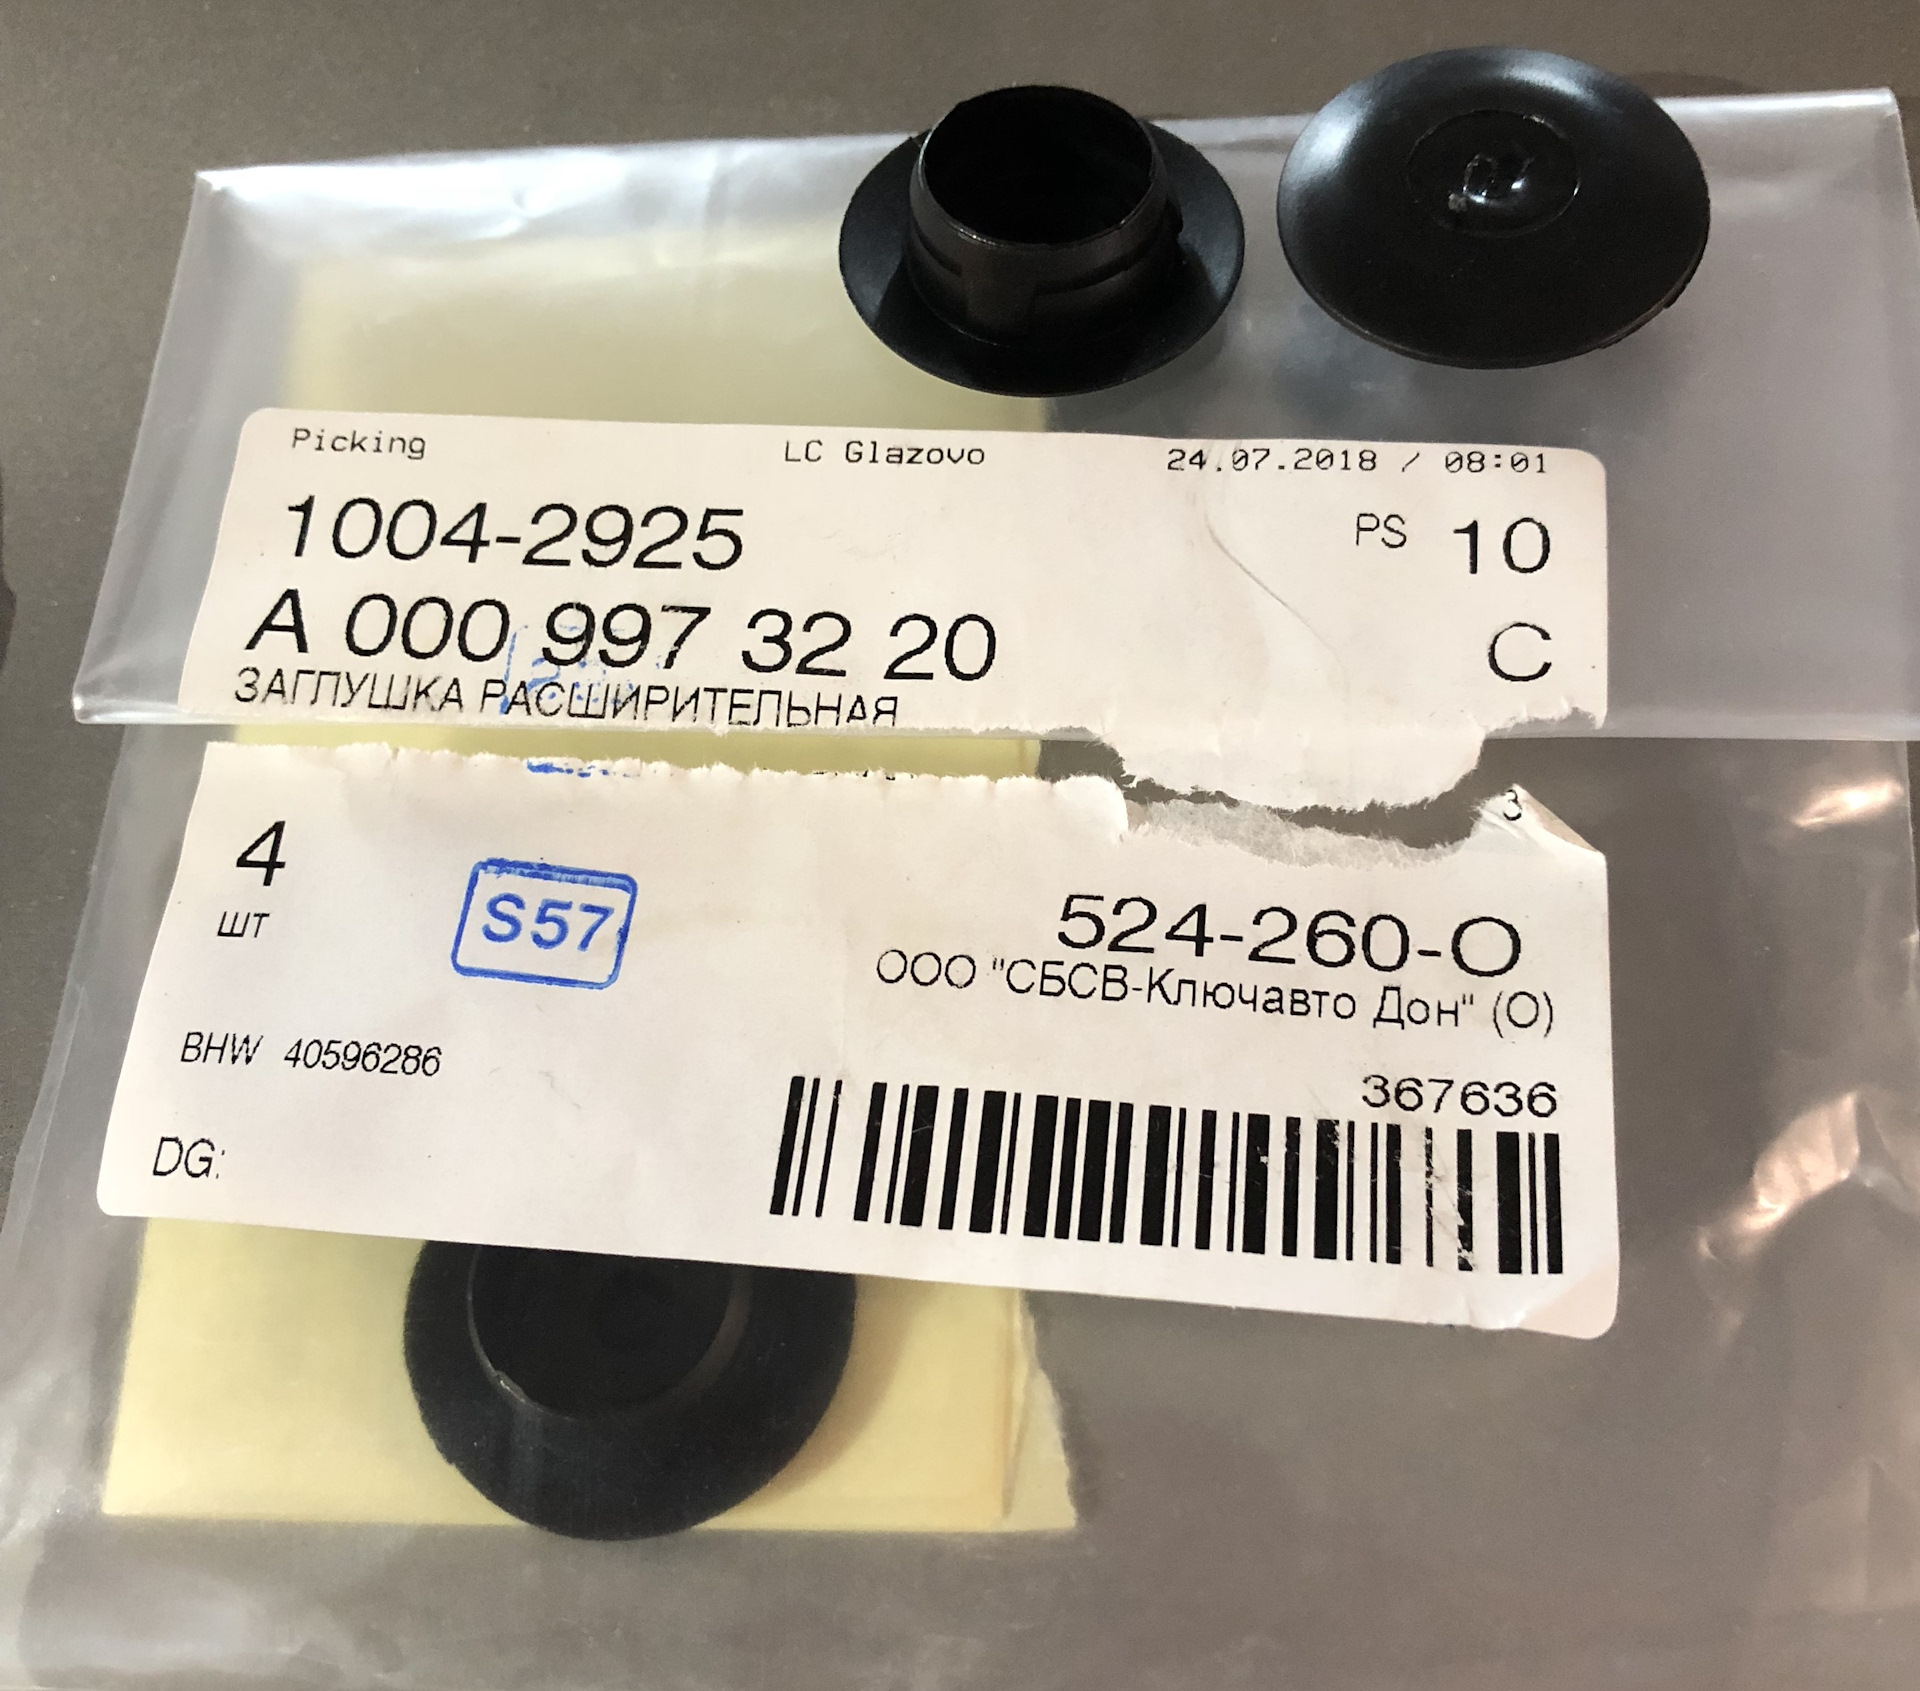 Picking LC Glazovo 24.07.2018 / 08:01
1004-2925 PS 10
A 000 997 32 20 C
ЗАГЛУШКА РАСШИРИТЕЛЬНАЯ
3
4
шт
S57
524-260-O
ООО "СБСВ-Ключавто Дон" (О)
BHW 40596286
367636
DG: